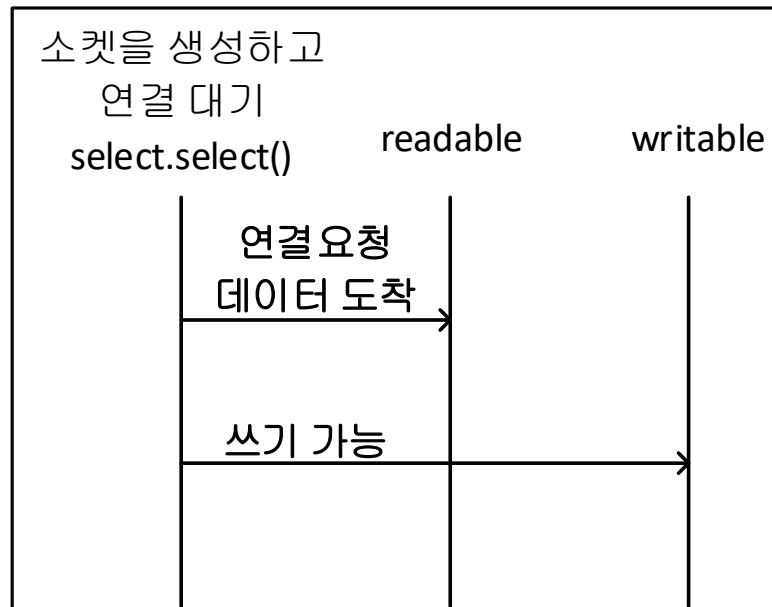 소켓을 생성하고
연결 대기
select.select()
readable
writable
연결요청
데이터 도착
쓰기 가능